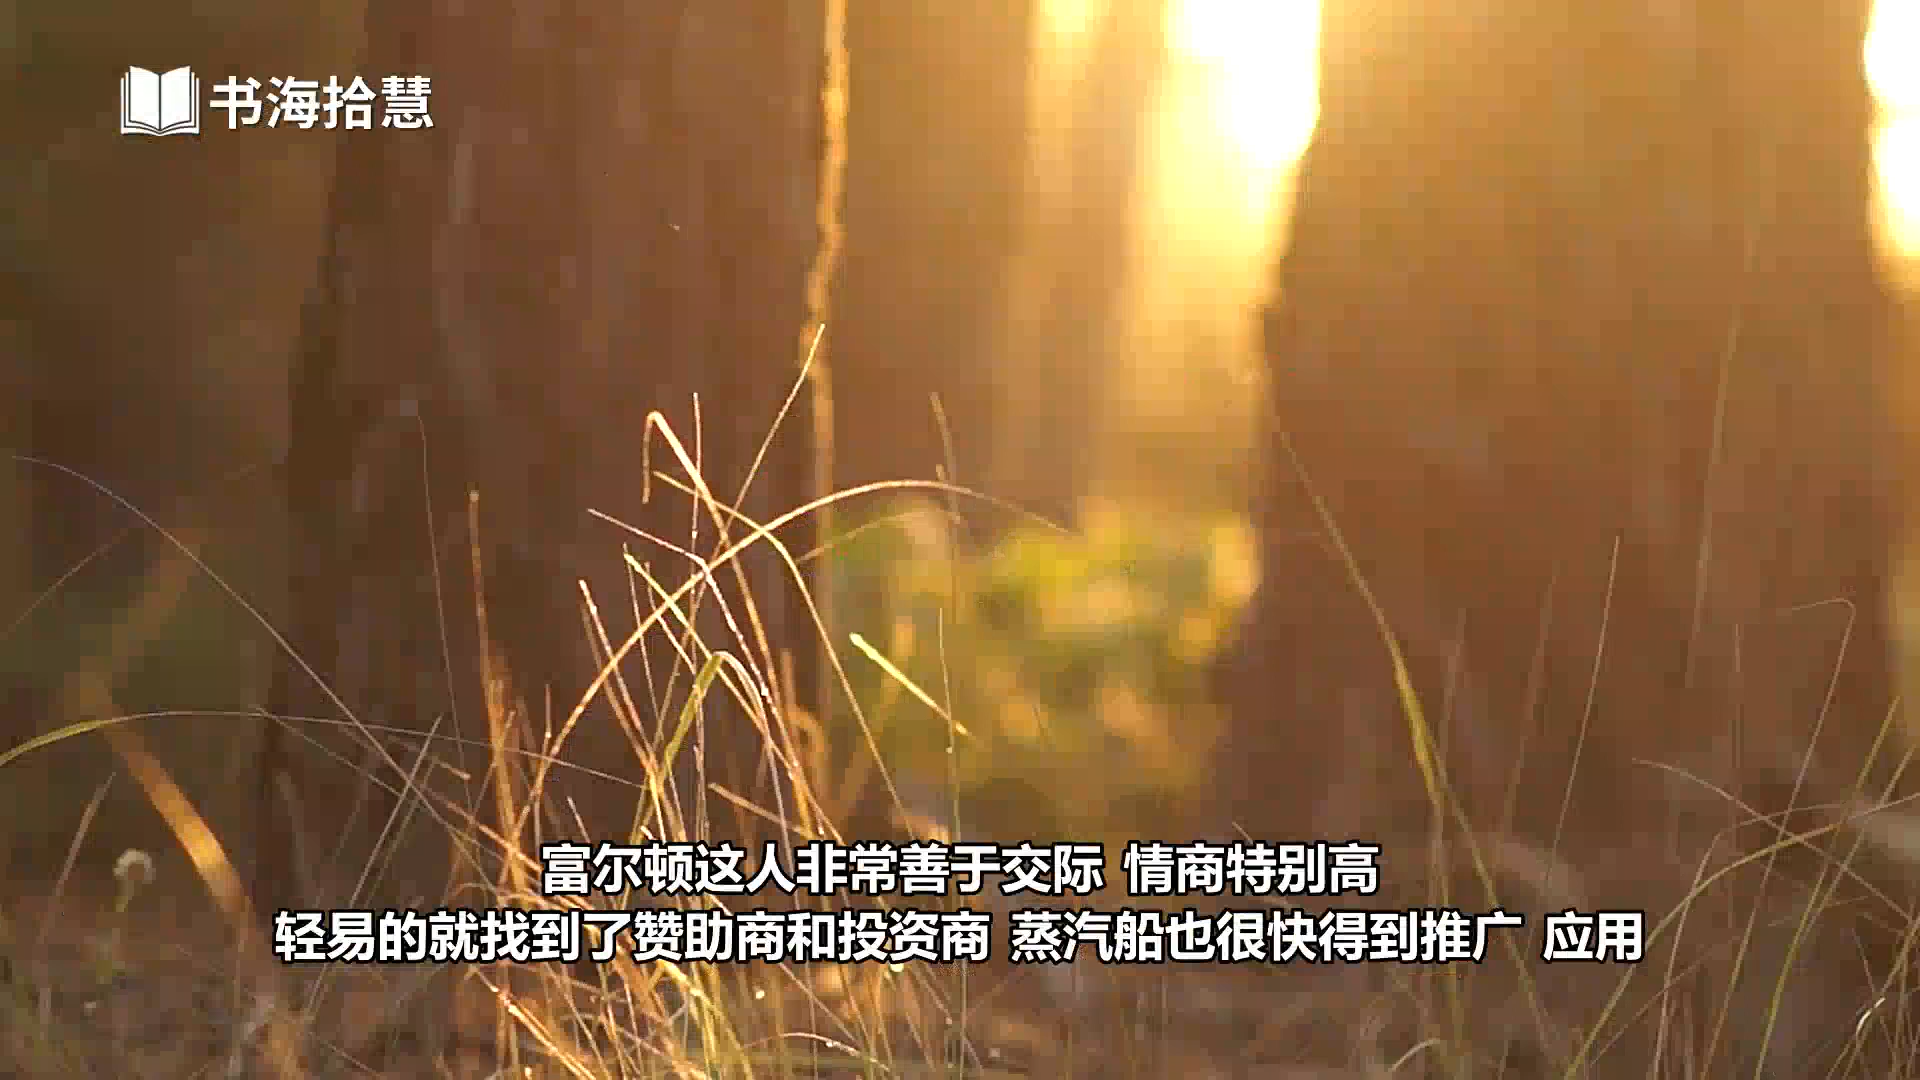 书海拾慧
富尔顿这人非常善于交际 情商特别高
轻易的就找到了赞助商和投资商 蒸汽船也很快得到推广 应用